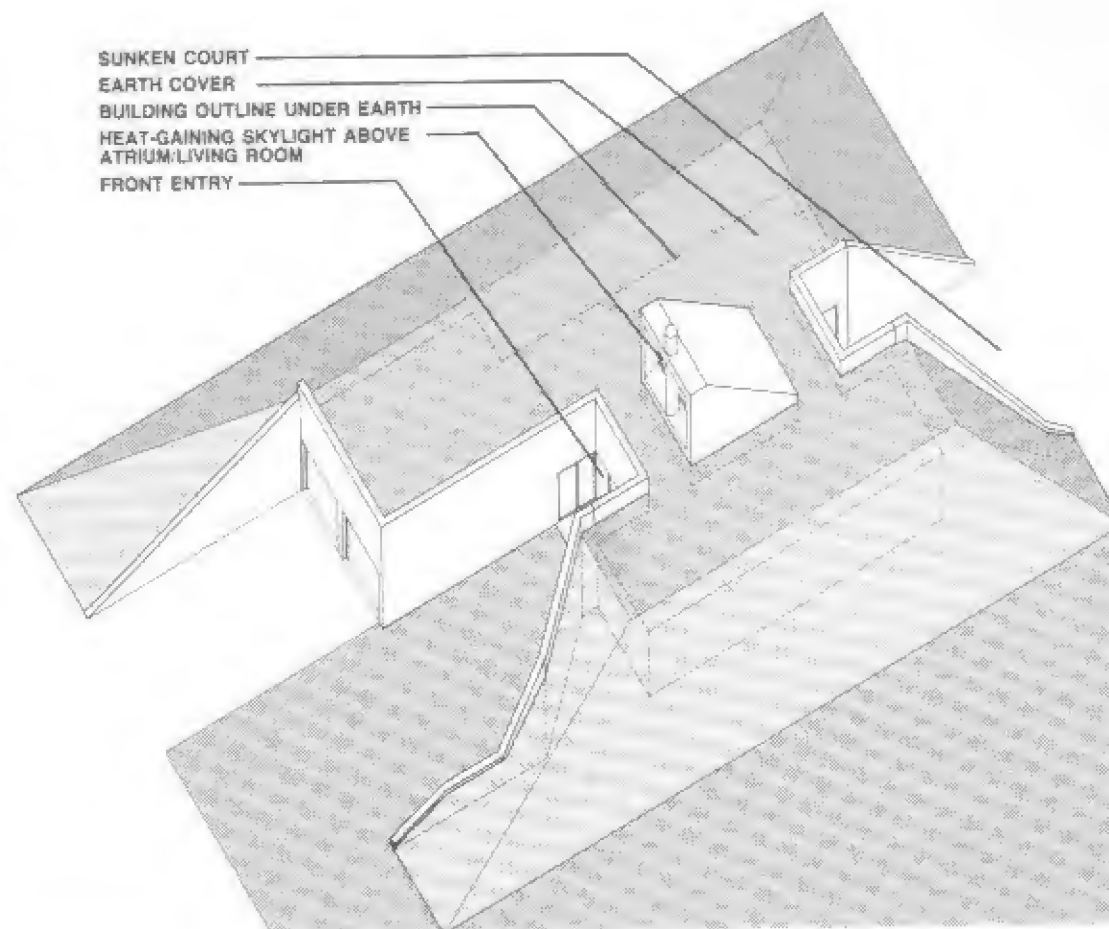 SUNKEN COURT
EARTH COVER
BUILDING OUTLINE UNDER EARTH
HEAT-GAINING SKYLIGHT ABOVE
ATRIUM/LIVING ROOM
FRONT ENTRY